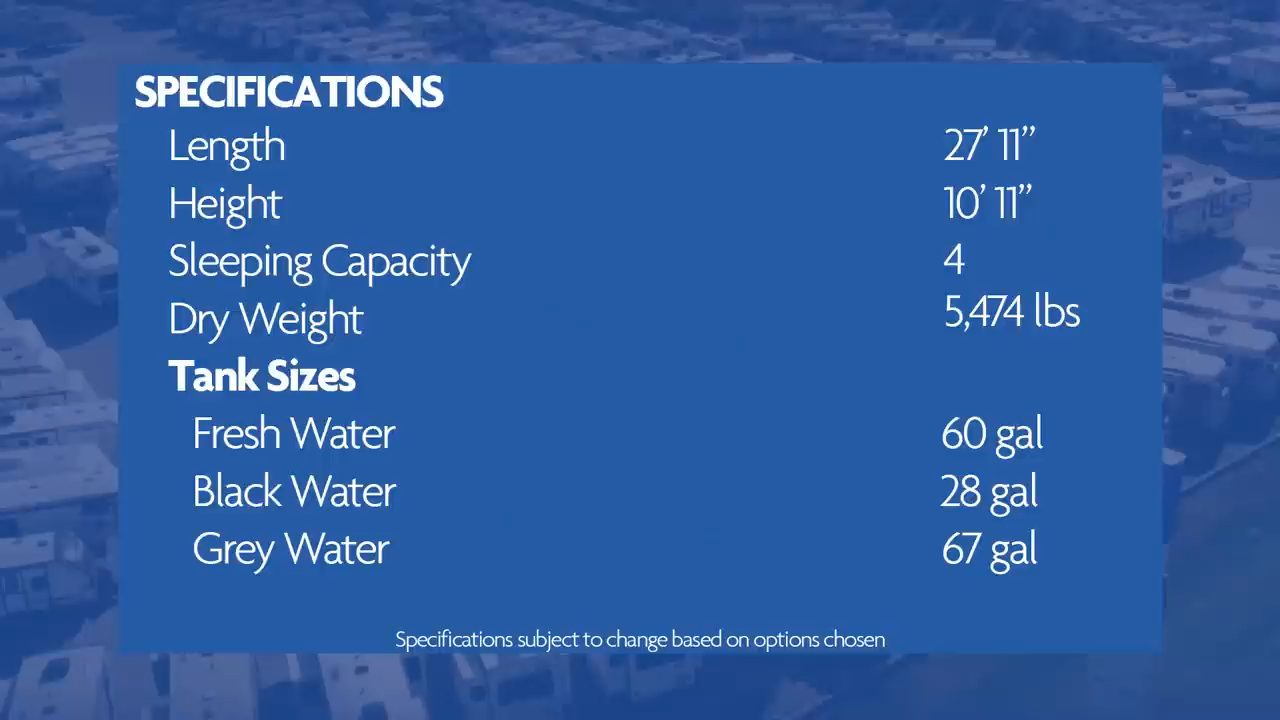 SPECIFICATIONS
Length 27’ 11”
Height 10’ 11”
Sleeping Capacity 4
Dry Weight 5,474 lbs
Tank Sizes
Fresh Water 60 gal
Black Water 28 gal
Grey Water 67 gal
Specifications subject to change based on options chosen